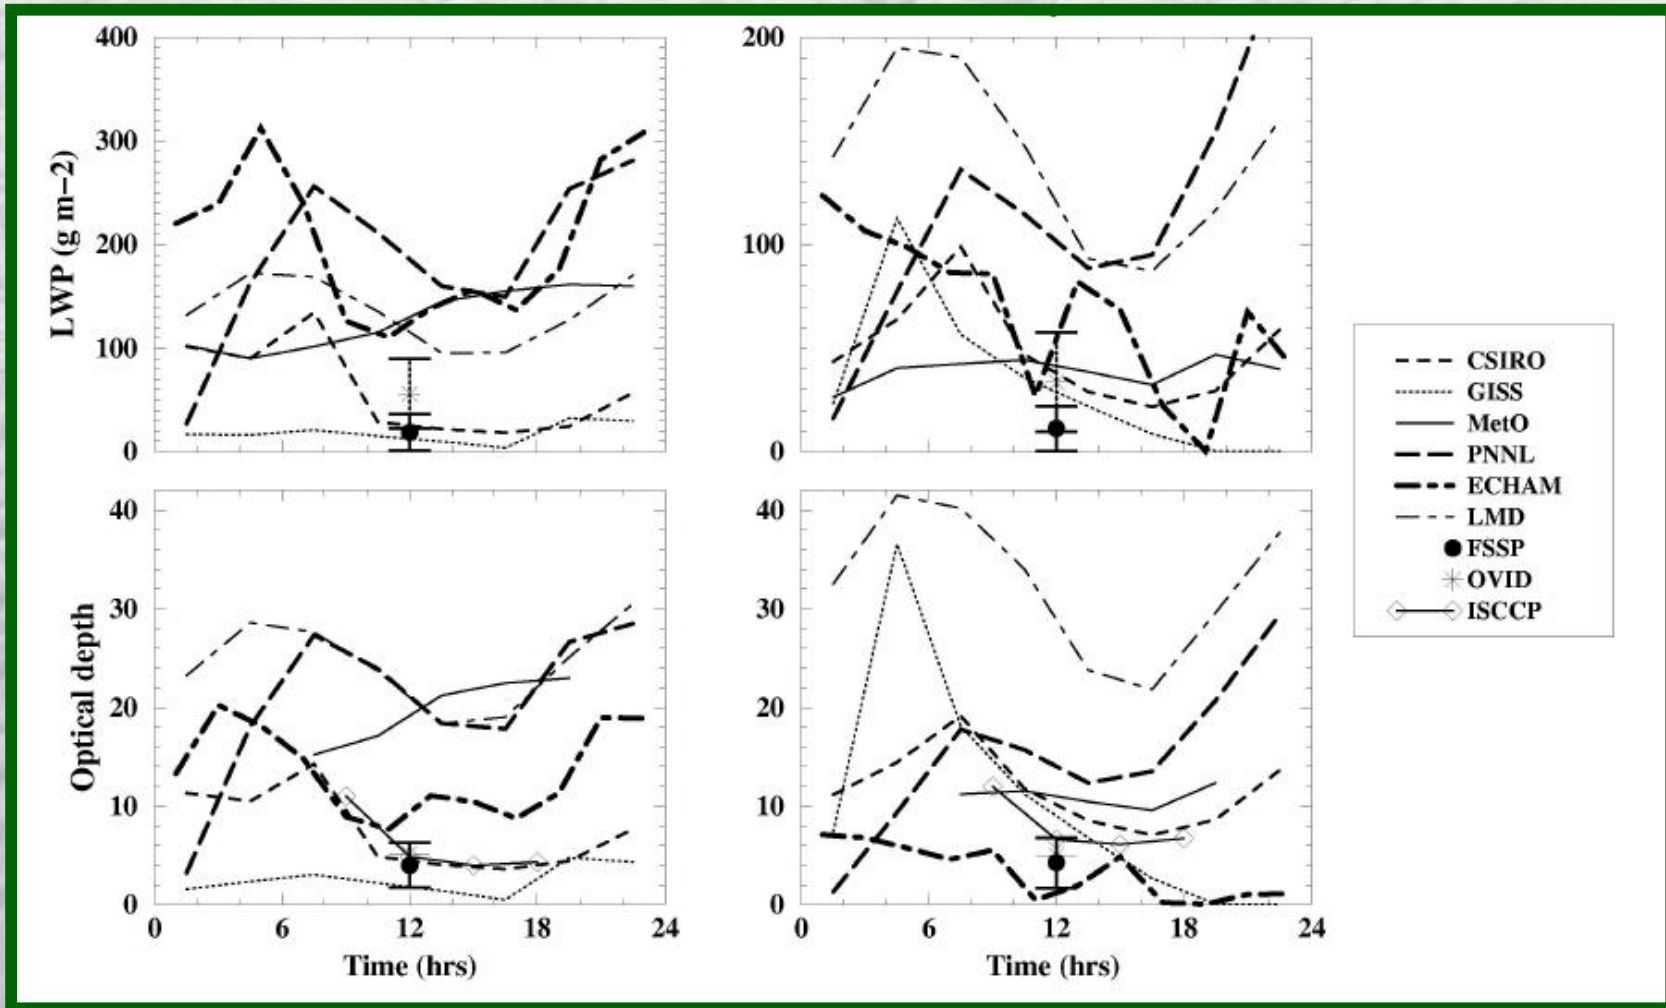 400
300
200
100
0
LWP (g m−2)
200
100
0
40
30
20
10
0
Optical depth
0 6 12 18 24
Time (hrs)
40
30
20
10
0
0 6 12 18 24
Time (hrs)
CSIRO
GISS
MetO
PNNL
ECHAM
LMD
FSSP
OVID
ISCCP